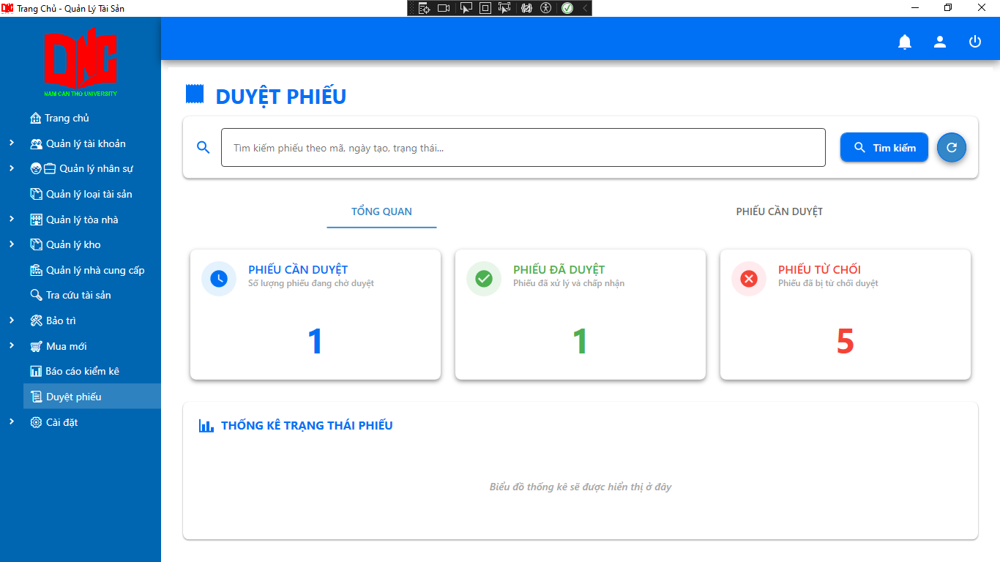 Trang Chủ - Quản Lý Tài Sản
DNC
NAM CAN THO UNIVERSITY
Trang chủ
Quản lý tài khoản
Quản lý nhân sự
Quản lý loại tài sản
Quản lý tòa nhà
Quản lý kho
Quản lý nhà cung cấp
Tra cứu tài sản
Bảo trì
Mua mới
Báo cáo kiểm kê
Duyệt phiếu
Cài đặt
DUYỆT PHIẾU
Tìm kiếm phiếu theo mã, ngày tạo, trạng thái...
Tìm kiếm
TỔNG QUAN
PHIẾU CẦN DUYỆT
PHIẾU CẦN DUYỆT
Số lượng phiếu đang chờ duyệt
1
PHIẾU ĐÃ DUYỆT
Phiếu đã xử lý và chấp nhận
1
PHIẾU TỪ CHỐI
Phiếu đã bị từ chối duyệt
5
THỐNG KÊ TRẠNG THÁI PHIẾU
Biểu đồ thống kê sẽ được hiển thị ở đây